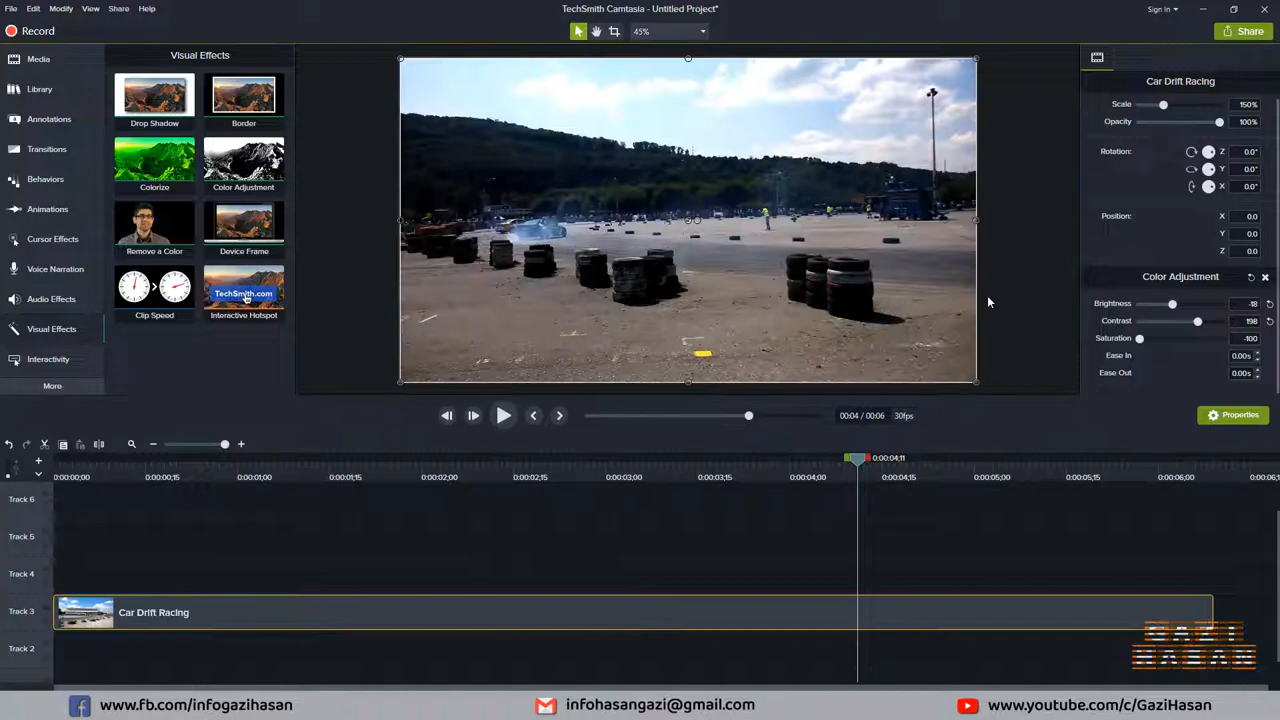 File Edit Modify View Share Help
TechSmith Camtasia - Untitled Project*
Sign In
Record
45%
Share
Media
Library
Annotations
Transitions
Behaviors
Animations
Cursor Effects
Voice Narration
Audio Effects
Visual Effects
Interactivity
More
Visual Effects
Drop Shadow
Border
Colorize
Color Adjustment
Remove a Color
Device Frame
Clip Speed
TechSmith.com
Interactive Hotspot
Car Drift Racing
Scale 150%
Opacity 100%
Rotation: Z 0.0°
Y 0.0°
X 0.0°
Position: X 0.0
Y 0.0
Z 0.0
Color Adjustment
Brightness -18
Contrast 198
Saturation -100
Ease In 0.00s
Ease Out 0.00s
00:04 / 00:06 30fps
Properties
0:00:04;11
0:00:00;00 0:00:00;15 0:00:01;00 0:00:01;15 0:00:02;00 0:00:02;15 0:00:03;00 0:00:03;15 0:00:04;00 0:00:04;15 0:00:05;00 0:00:05;15 0:00:06;00
Track 6
Track 5
Track 4
Track 3
Car Drift Racing
Track 2
www.fb.com/infogazihasan
infohasangazi@gmail.com
www.youtube.com/c/GaziHasan